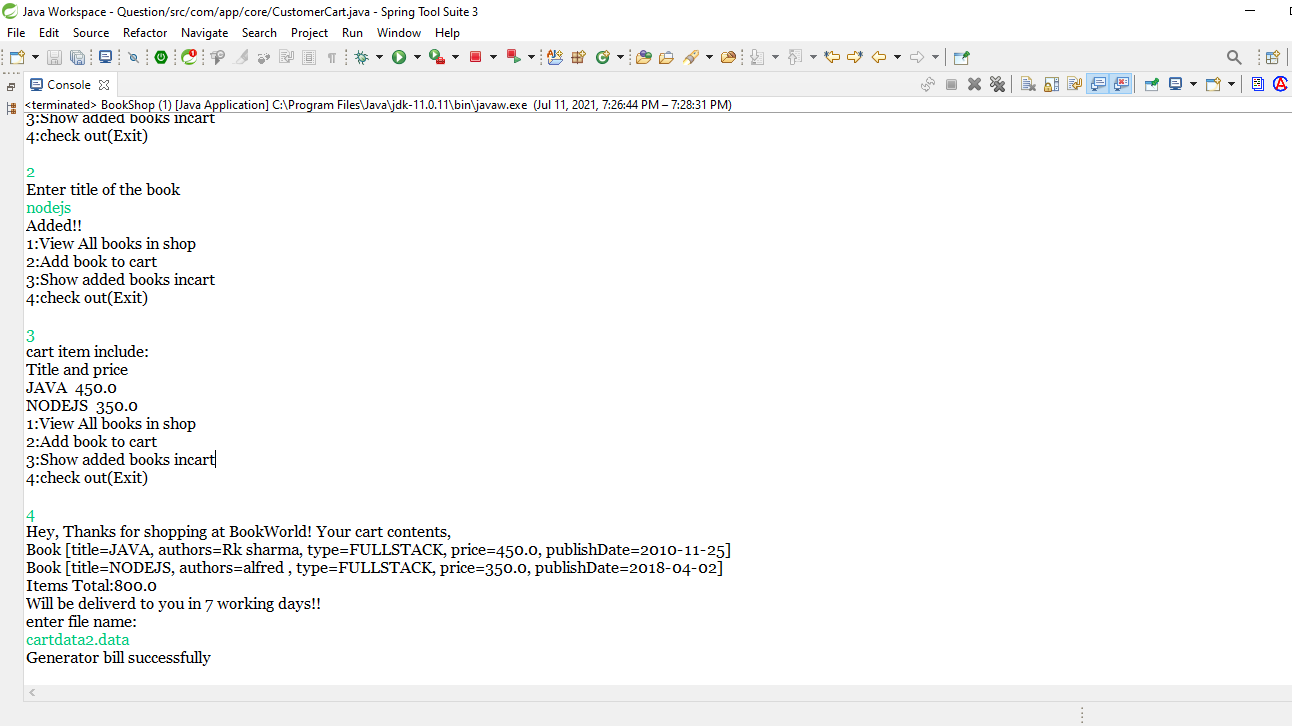 Java Workspace - Question/src/com/app/core/CustomerCart.java - Spring Tool Suite 3
File Edit Source Refactor Navigate Search Project Run Window Help
Console
<terminated> BookShop (1) [Java Application] C:\Program Files\Java\jdk-11.0.11\bin\javaw.exe (Jul 11, 2021, 7:26:44 PM – 7:28:31 PM)
3:Show added books incart
4:check out(Exit)
2
Enter title of the book
nodejs
Added!!
1:View All books in shop
2:Add book to cart
3:Show added books incart
4:check out(Exit)
3
cart item include:
Title and price
JAVA 450.0
NODEJS 350.0
1:View All books in shop
2:Add book to cart
3:Show added books incart
4:check out(Exit)
4
Hey, Thanks for shopping at BookWorld! Your cart contents,
Book [title=JAVA, authors=Rk sharma, type=FULLSTACK, price=450.0, publishDate=2010-11-25]
Book [title=NODEJS, authors=alfred , type=FULLSTACK, price=350.0, publishDate=2018-04-02]
Items Total:800.0
Will be deliverd to you in 7 working days!!
enter file name:
cartdata2.data
Generator bill successfully